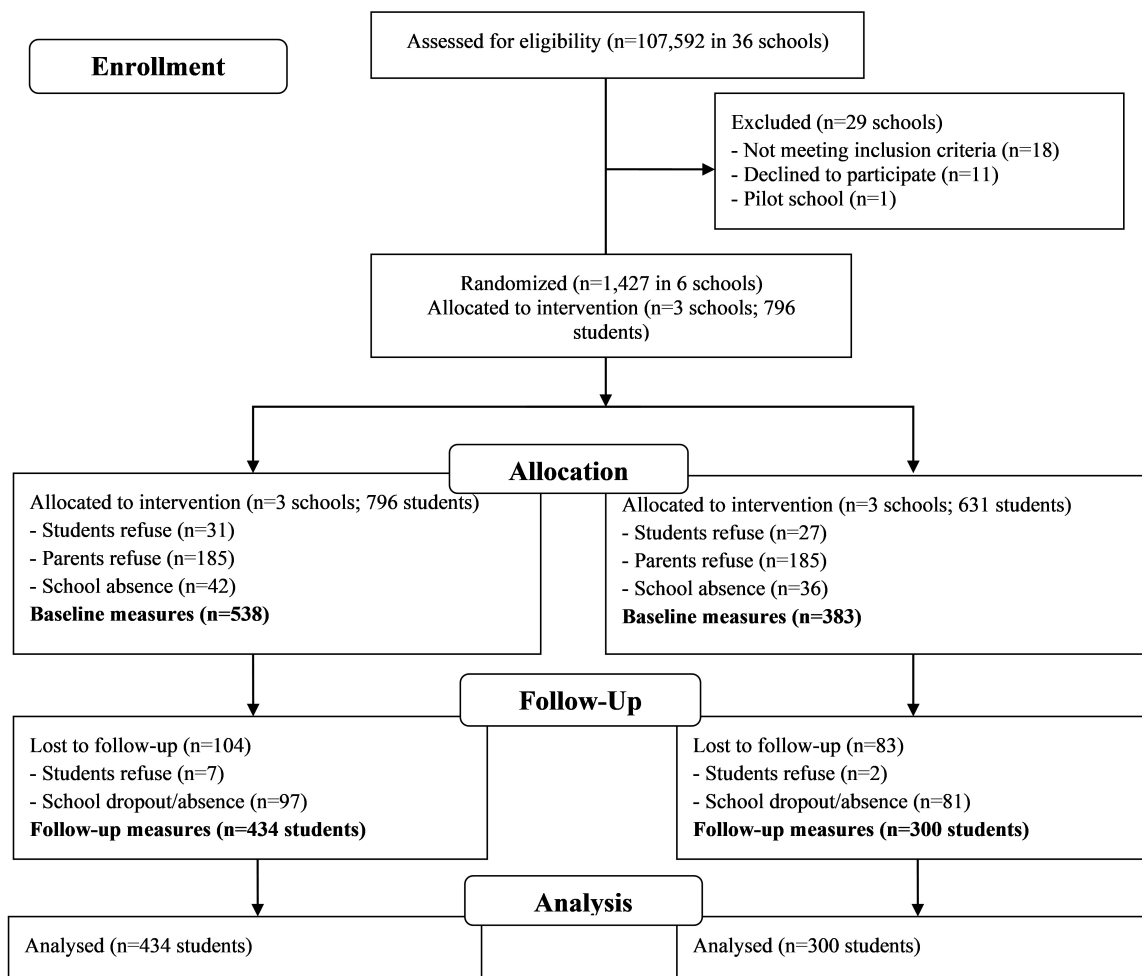 Assessed for eligibility (n=107,592 in 36 schools)
Enrollment
Excluded (n=29 schools)
- Not meeting inclusion criteria (n=18)
- Declined to participate (n=11)
- Pilot school (n=1)
Randomized (n=1,427 in 6 schools)
Allocated to intervention (n=3 schools; 796
students)
Allocation
Allocated to intervention (n=3 schools; 796 students)
- Students refuse (n=31)
- Parents refuse (n=185)
- School absence (n=42)
Baseline measures (n=538)
Allocated to intervention (n=3 schools; 631 students)
- Students refuse (n=27)
- Parents refuse (n=185)
- School absence (n=36)
Baseline measures (n=383)
Follow-Up
Lost to follow-up (n=104)
- Students refuse (n=7)
- School dropout/absence (n=97)
Follow-up measures (n=434 students)
Lost to follow-up (n=83)
- Students refuse (n=2)
- School dropout/absence (n=81)
Follow-up measures (n=300 students)
Analysis
Analysed (n=434 students)
Analysed (n=300 students)